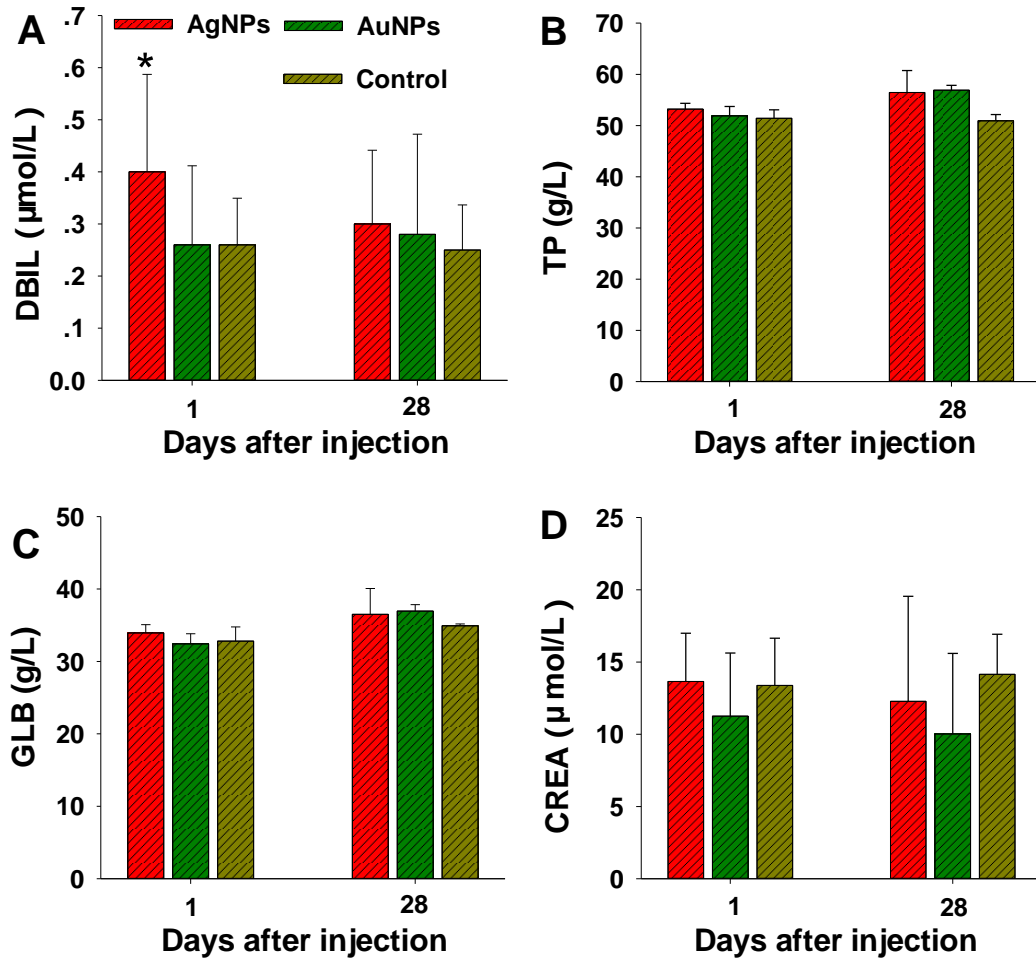 A
AgNPs
AuNPs
Control
*
DBIL (µmol/L)
.7
.6
.5
.4
.3
.2
.1
0.0
1
28
Days after injection
B
TP (g/L)
70
60
50
40
30
20
10
0
1
28
Days after injection
C
GLB (g/L)
50
40
30
20
10
0
1
28
Days after injection
D
CREA (µ mol/L)
25
20
15
10
5
0
1
28
Days after injection